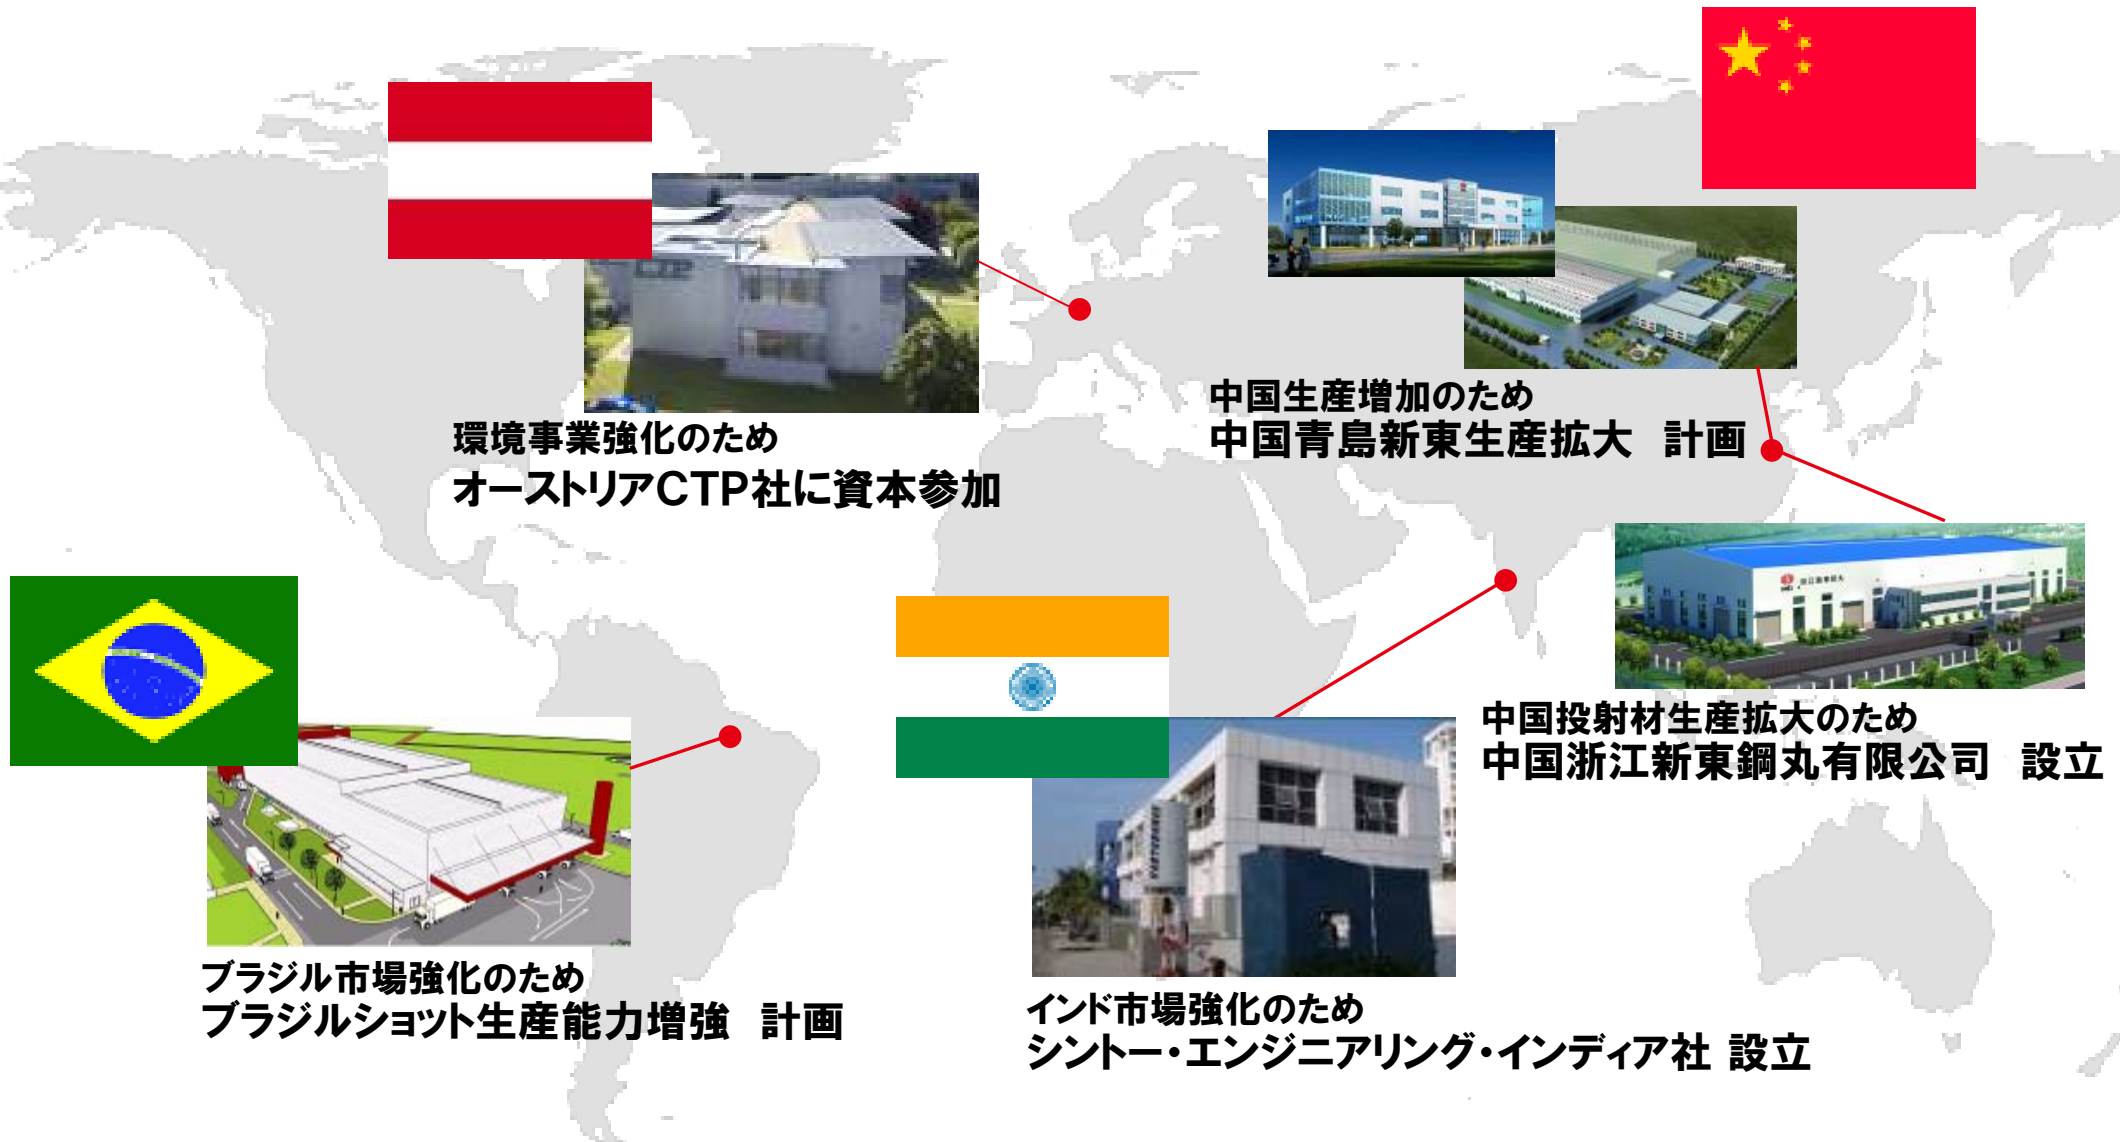 環境事業強化のため
オーストリアCTP社に資本参加
中国生産増加のため
中国青島新東生産拡大　計画
中国投射材生産拡大のため
中国浙江新東鋼丸有限公司　設立
ブラジル市場強化のため
ブラジルショット生産能力増強　計画
インド市場強化のため
シントー・エンジニアリング・インディア社 設立